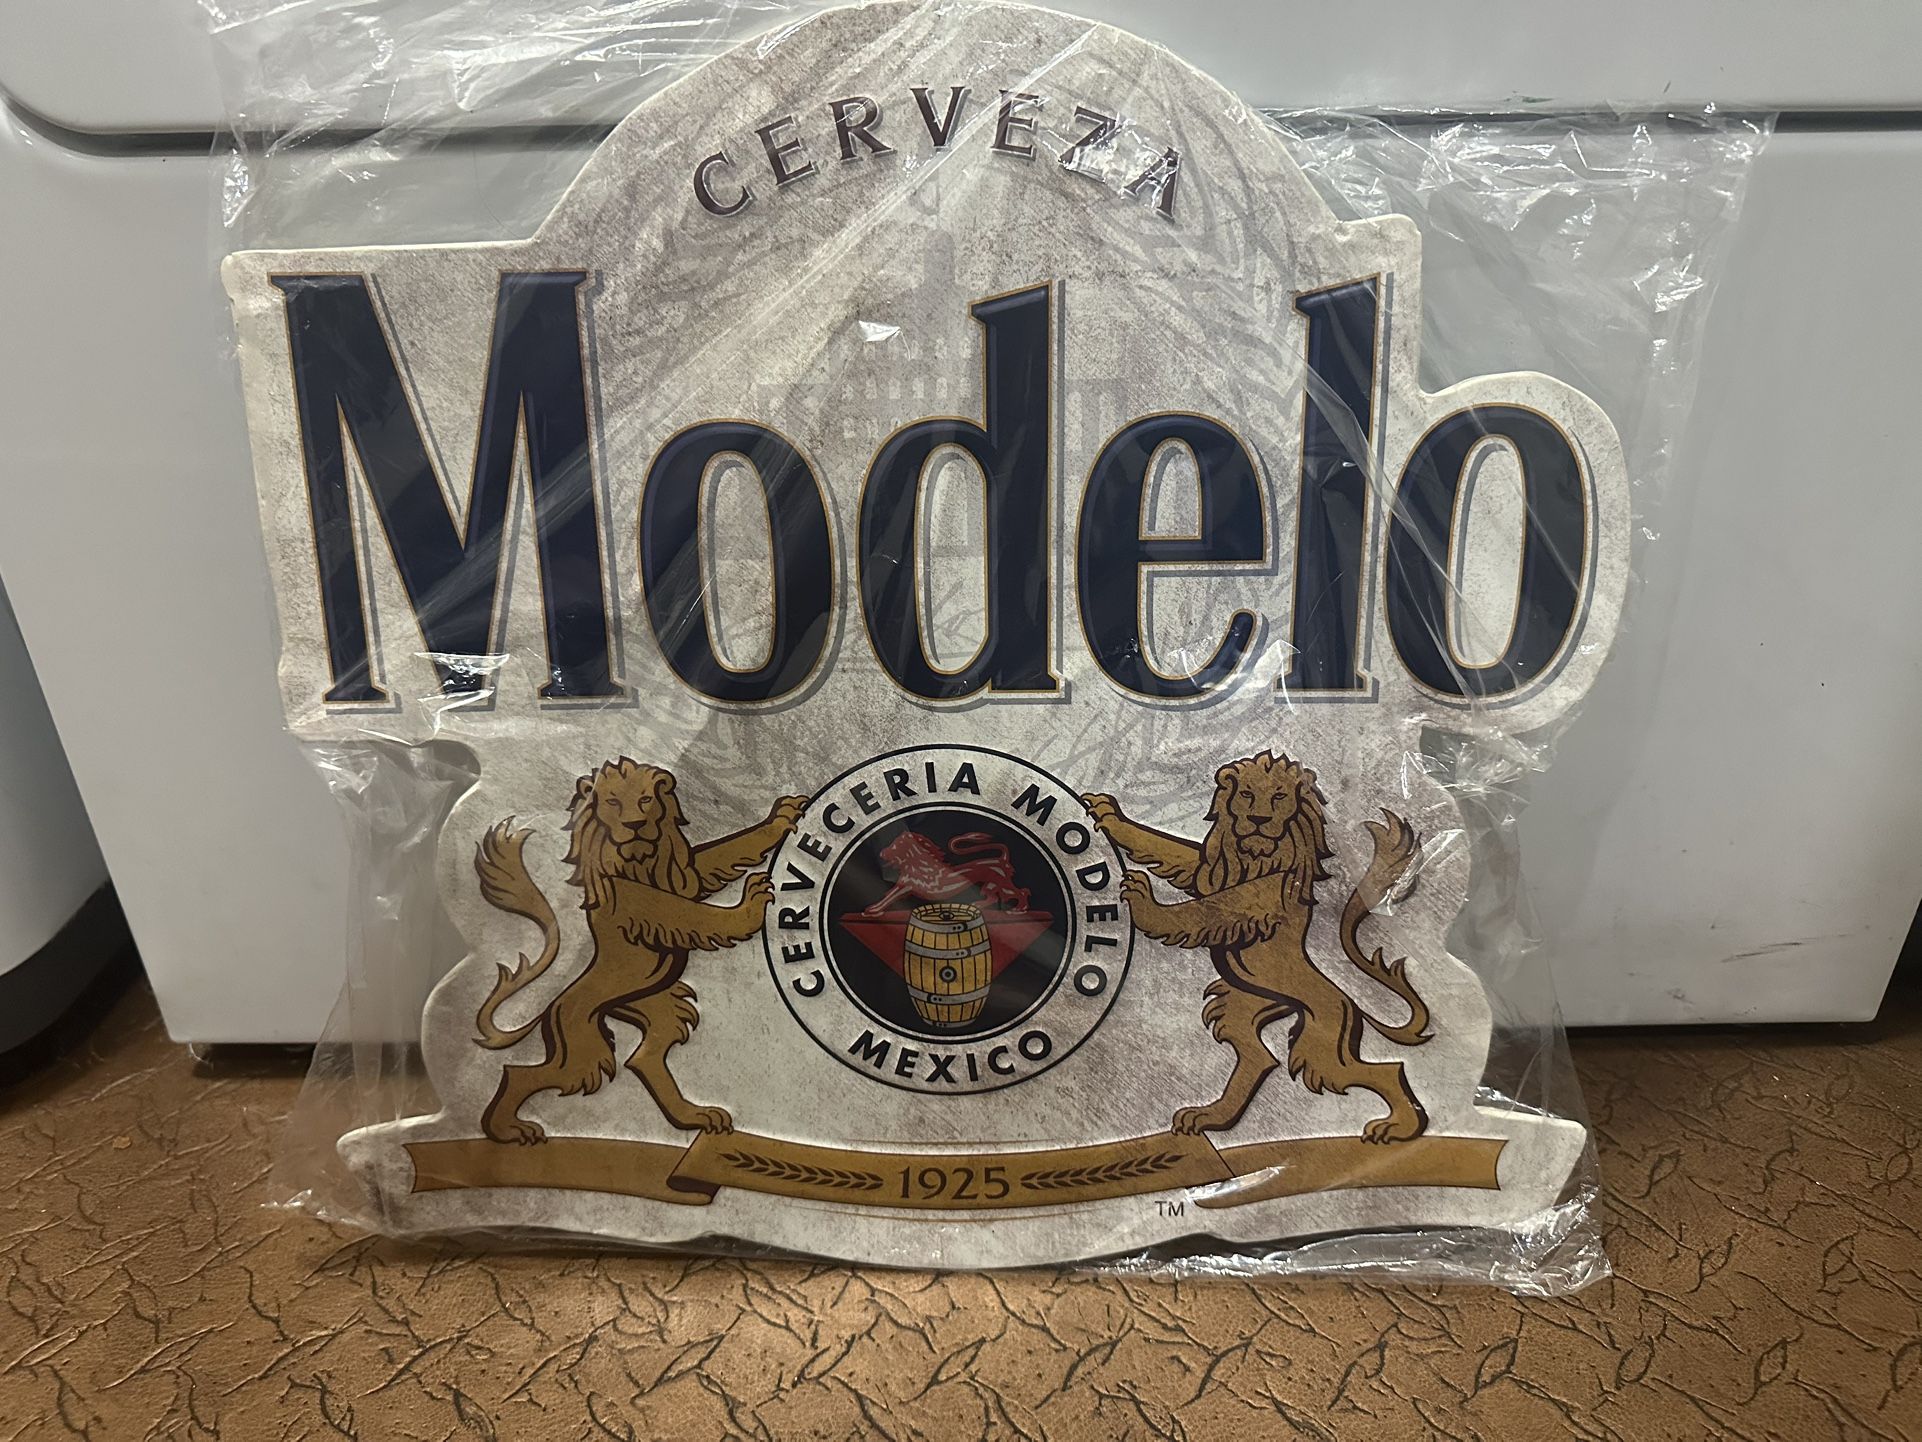 CERVEZA
Modelo
CERVECERIA MODELO
MEXICO
1925
TM